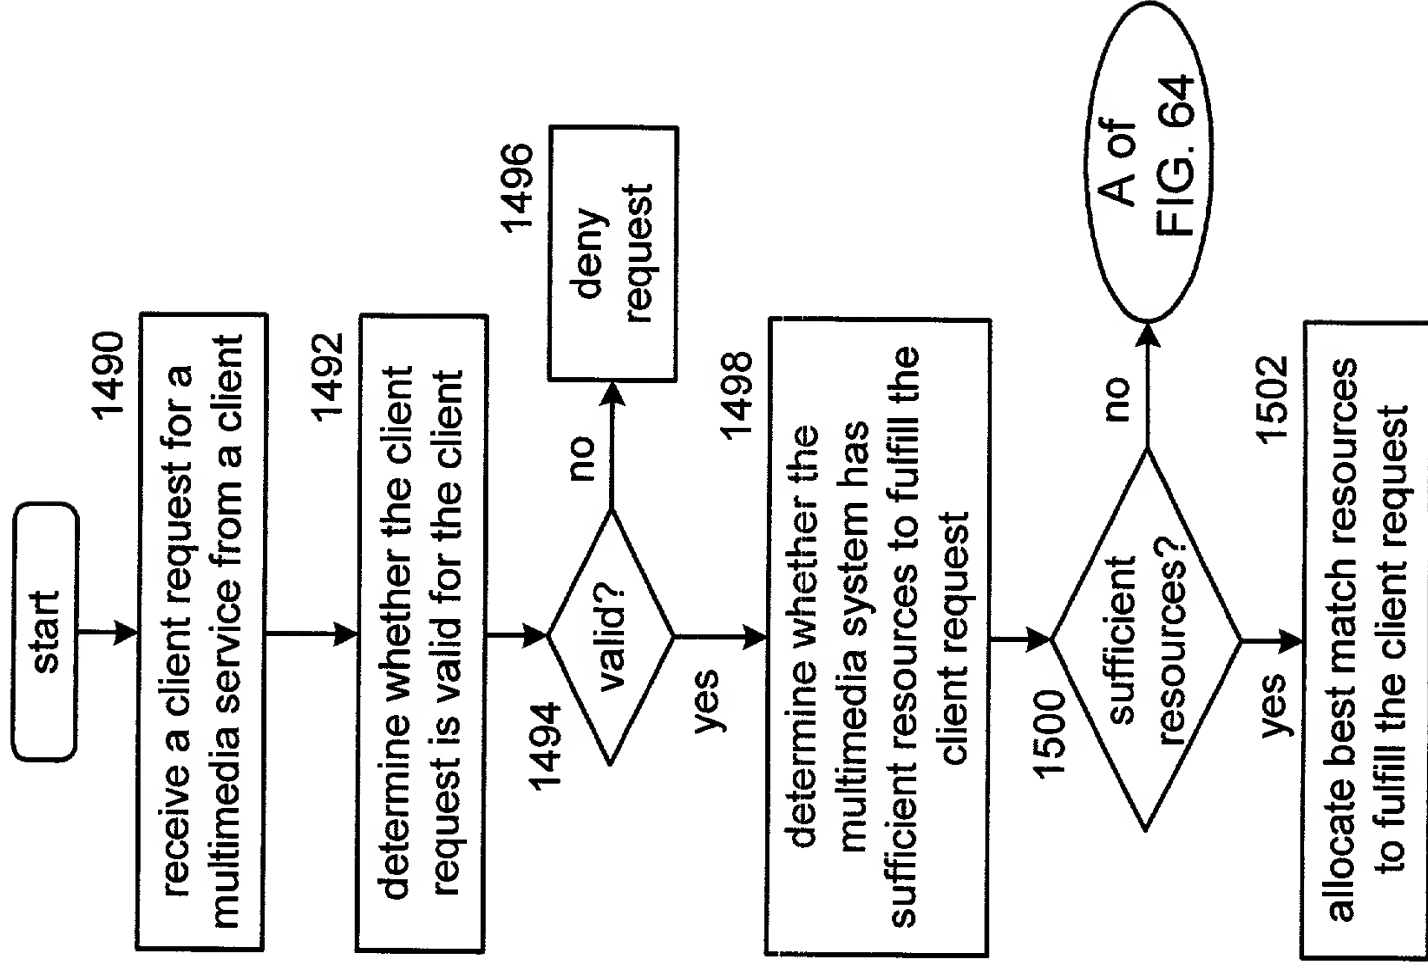 start
1490
receive a client request for a
multimedia service from a client
1492
determine whether the client
request is valid for the client
1494
valid?
no
1496
deny
request
yes
1498
determine whether the
multimedia system has
sufficient resources to fulfill the
client request
1500
sufficient
resources?
no
A of
FIG. 64
yes
1502
allocate best match resources
to fulfill the client request